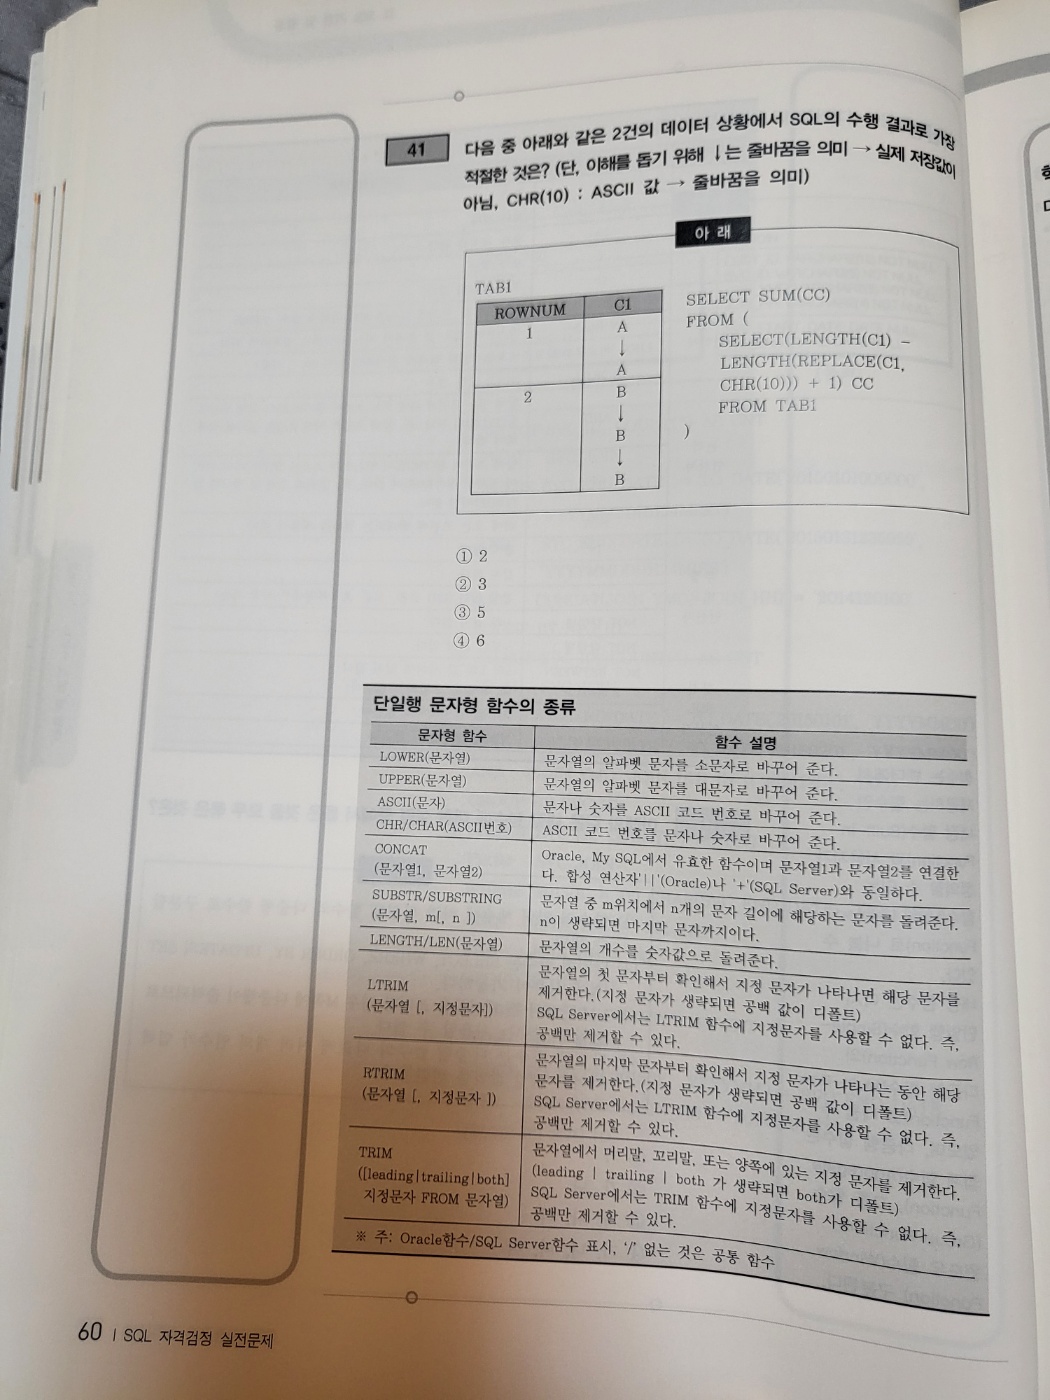 41
다음 중 아래와 같은 2건의 데이터 상황에서 SQL의 수행 결과로 가장
적절한 것은? (단, 이해를 돕기 위해 ↓는 줄바꿈을 의미 → 실제 저장값이
아님, CHR(10) : ASCII 값 → 줄바꿈을 의미)
아 래
TAB1
ROWNUM C1
1 A
↓
A
2 B
↓
B
↓
B
SELECT SUM(CC)
FROM (
SELECT(LENGTH(C1) -
LENGTH(REPLACE(C1,
CHR(10))) + 1) CC
FROM TAB1
)
① 2
② 3
③ 5
④ 6
단일행 문자형 함수의 종류
문자형 함수 함수 설명
LOWER(문자열) 문자열의 알파벳 문자를 소문자로 바꾸어 준다.
UPPER(문자열) 문자열의 알파벳 문자를 대문자로 바꾸어 준다.
ASCII(문자) 문자나 숫자를 ASCII 코드 번호로 바꾸어 준다.
CHR/CHAR(ASCII번호) ASCII 코드 번호를 문자나 숫자로 바꾸어 준다.
CONCAT
(문자열1, 문자열2)
Oracle, My SQL에서 유효한 함수이며 문자열1과 문자열2를 연결한
다. 합성 연산자'||'(Oracle)나 '+'(SQL Server)와 동일하다.
SUBSTR/SUBSTRING
(문자열, m[, n ])
문자열 중 m위치에서 n개의 문자 길이에 해당하는 문자를 돌려준다.
n이 생략되면 마지막 문자까지이다.
LENGTH/LEN(문자열) 문자열의 개수를 숫자값으로 돌려준다.
LTRIM
(문자열 [, 지정문자])
문자열의 첫 문자부터 확인해서 지정 문자가 나타나면 해당 문자를
제거한다.(지정 문자가 생략되면 공백 값이 디폴트)
SQL Server에서는 LTRIM 함수에 지정문자를 사용할 수 없다. 즉,
공백만 제거할 수 있다.
RTRIM
(문자열 [, 지정문자 ])
문자열의 마지막 문자부터 확인해서 지정 문자가 나타나는 동안 해당
문자를 제거한다.(지정 문자가 생략되면 공백 값이 디폴트)
SQL Server에서는 LTRIM 함수에 지정문자를 사용할 수 없다. 즉,
공백만 제거할 수 있다.
TRIM
([leading|trailing|both]
지정문자 FROM 문자열)
문자열에서 머리말, 꼬리말, 또는 양쪽에 있는 지정 문자를 제거한다.
(leading | trailing | both 가 생략되면 both가 디폴트)
SQL Server에서는 TRIM 함수에 지정문자를 사용할 수 없다. 즉,
공백만 제거할 수 있다.
※ 주: Oracle함수/SQL Server함수 표시, '/' 없는 것은 공통 함수
60 | SQL 자격검정 실전문제